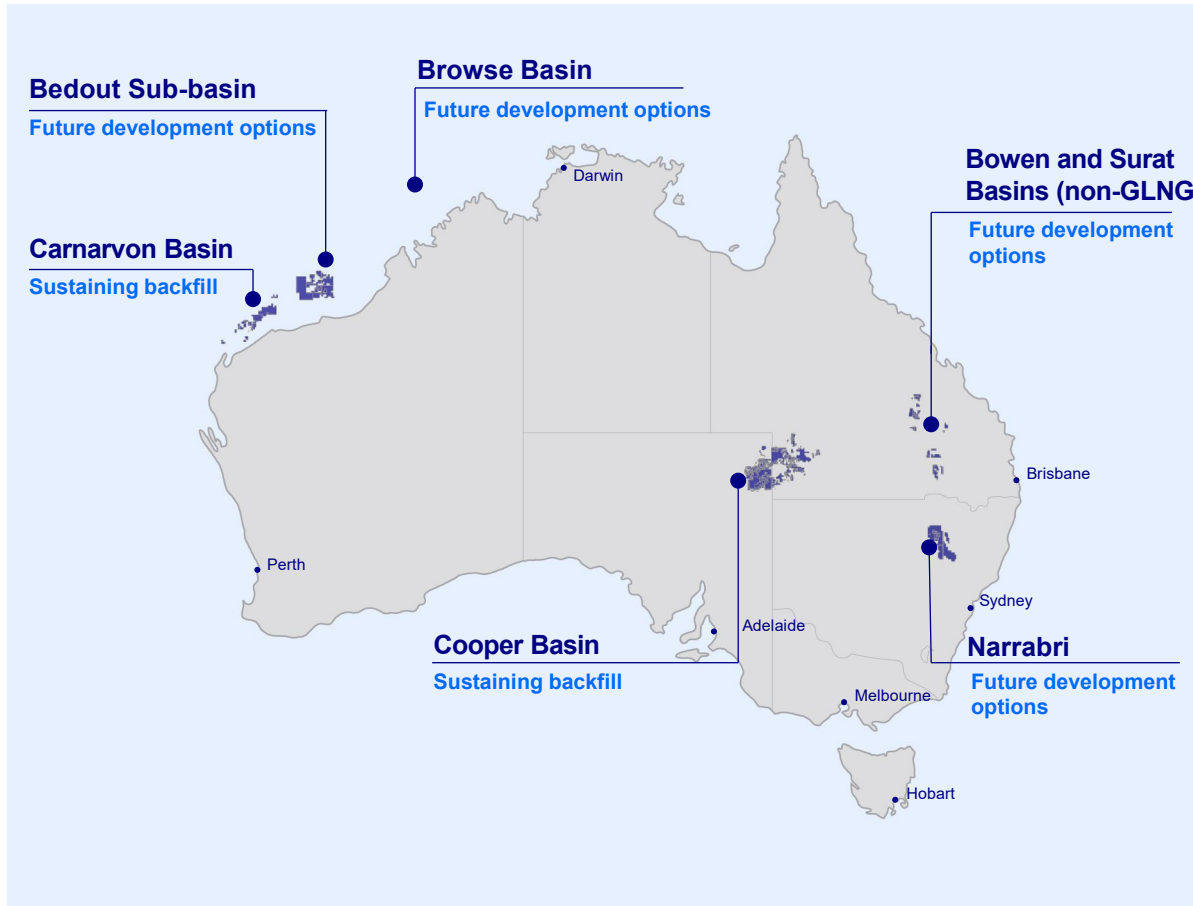 Browse Basin
Future development options
Bedout Sub-basin
Future development options
Darwin
Bowen and Surat
Basins (non-GLNG
Future development
options
Carnarvon Basin
Sustaining backfill
Brisbane
Perth
Sydney
Adelaide
Cooper Basin
Sustaining backfill
Narrabri
Future development
options
Melbourne
Hobart